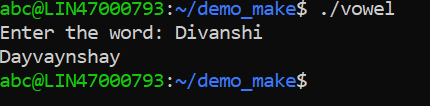 abc@LIN47000793:~/demo_make$ ./vowel
Enter the word: Divanshi
Dayvaynshay
abc@LIN47000793:~/demo_make$